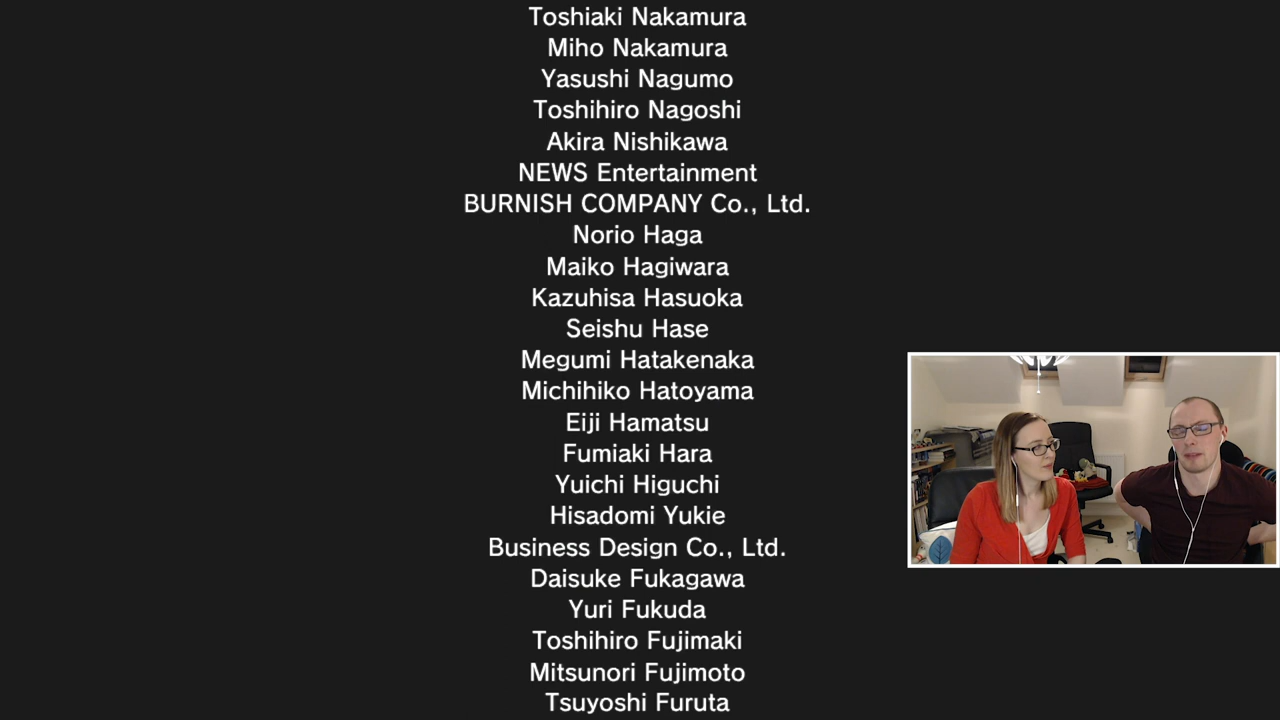 Toshiaki Nakamura
Miho Nakamura
Yasushi Nagumo
Toshihiro Nagoshi
Akira Nishikawa
NEWS Entertainment
BURNISH COMPANY Co., Ltd.
Norio Haga
Maiko Hagiwara
Kazuhisa Hasuoka
Seishu Hase
Megumi Hatakenaka
Michihiko Hatoyama
Eiji Hamatsu
Fumiaki Hara
Yuichi Higuchi
Hisadomi Yukie
Business Design Co., Ltd.
Daisuke Fukagawa
Yuri Fukuda
Toshihiro Fujimaki
Mitsunori Fujimoto
Tsuyoshi Furuta